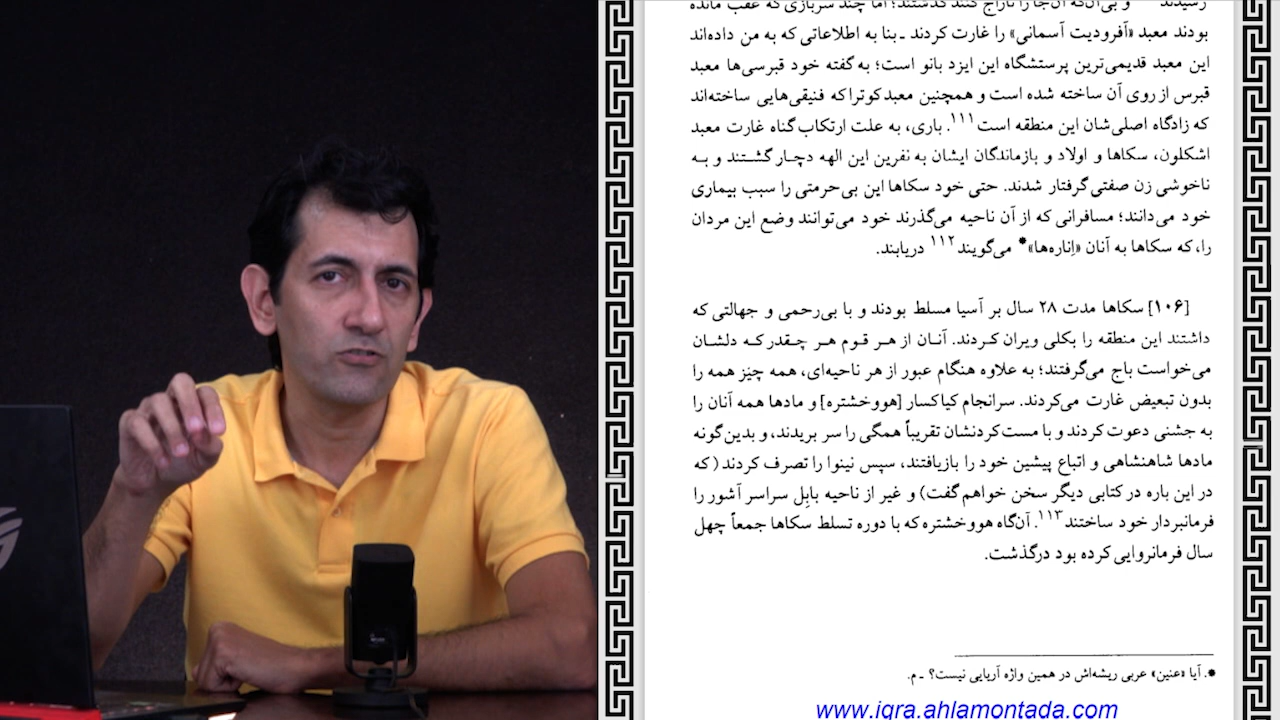 رسیدند و بی‌آن‌که آن‌جا را تاراج کنند گذشتند؛ اما چند سربازی که عقب مانده
بودند معبد «آفرودیت آسمانی» را غارت کردند ـ بنا به اطلاعاتی که به من داده‌اند
این معبد قدیمی‌ترین پرستشگاه این ایزد بانو است؛ به گفته خود قبرسی‌ها معبد
قبرس از روی آن ساخته شده است و همچنین معبد کوترا که فنیقی‌هایی ساخته‌اند
که زادگاه اصلی‌شان این منطقه است۱۱۱. باری، به علت ارتکاب گناه غارت معبد
اشکلون، سکاها و اولاد و بازماندگان ایشان به نفرین این الهه دچار گشتند و به
ناخوشی زن صفتی گرفتار شدند. حتی خود سکاها این بی‌حرمتی را سبب بیماری
خود می‌دانند؛ مسافرانی که از آن ناحیه می‌گذرند خود می‌توانند وضع این مردان
را، که سکاها به آنان «اِناره‌ها»* می‌گویند۱۱۲ دریابند.
[۱۰۶] سکاها مدت ۲۸ سال بر آسیا مسلط بودند و با بی‌رحمی و جهالتی که
داشتند این منطقه را بکلی ویران کردند. آنان از هر قوم هر چقدر که دلشان
می‌خواست باج می‌گرفتند؛ به علاوه هنگام عبور از هر ناحیه‌ای، همه چیز همه را
بدون تبعیض غارت می‌کردند. سرانجام کیاکسار [هووخشتره] و مادها همه آنان را
به جشنی دعوت کردند و با مست کردنشان تقریباً همگی را سر بریدند، و بدین‌گونه
مادها شاهنشاهی و اتباع پیشین خود را بازیافتند، سپس نینوا را تصرف کردند (که
در این باره در کتابی دیگر سخن خواهم گفت) و غیر از ناحیه بابِل سراسر آشور را
فرمانبردار خود ساختند۱۱۳. آن‌گاه هووخشتره که با دوره تسلط سکاها جمعاً چهل
سال فرمانروایی کرده بود درگذشت.
*. آیا «عنین» عربی ریشه‌اش در همین واژه آریایی نیست؟ ـ م.
www.iqra.ahlamontada.com